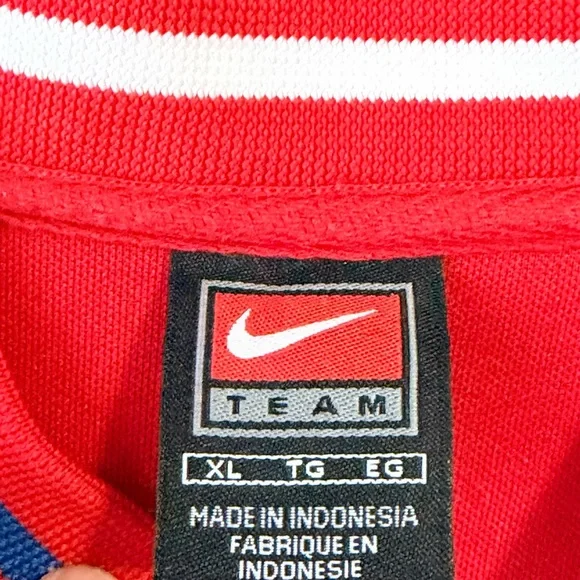 TEAM
XL TG EG
MADE IN INDONESIA
FABRIQUE EN
INDONESIE